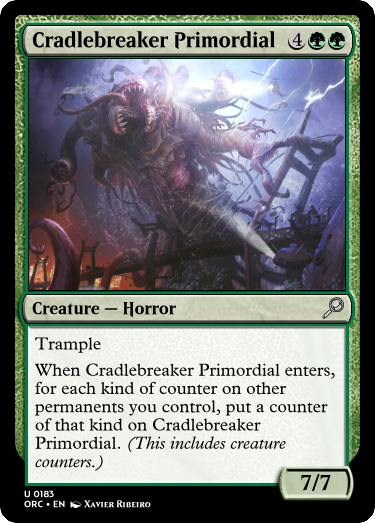 Cradlebreaker Primordial 4
Creature — Horror
Trample
When Cradlebreaker Primordial enters,
for each kind of counter on other
permanents you control, put a counter
of that kind on Cradlebreaker
Primordial. (This includes creature
counters.)
7/7
U 0183
ORC • EN Xavier Ribeiro